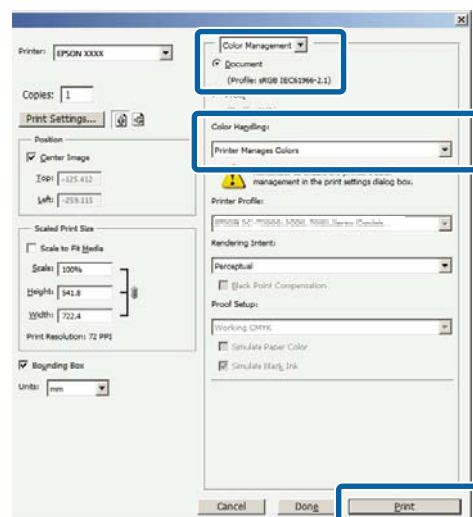 Printer: EPSON XXXX
Copies: 1
Print Settings...
Position
Center Image
Top: -125.412
Left: -259.115
Scaled Print Size
Scale to Fit Media
Scale: 100%
Height: 541.8
Width: 722.4
Print Resolution: 72 PPI
Bounding Box
Units: mm
Color Management
Document
(Profile: sRGB IEC61966-2.1)
Color Handling:
Printer Manages Colors
management in the print settings dialog box.
Printer Profile:
Rendering Intent:
Perceptual
Black Point Compensation
Proof Setup:
Working CMYK
Simulate Paper Color
Simulate Black Ink
Cancel
Done
Print